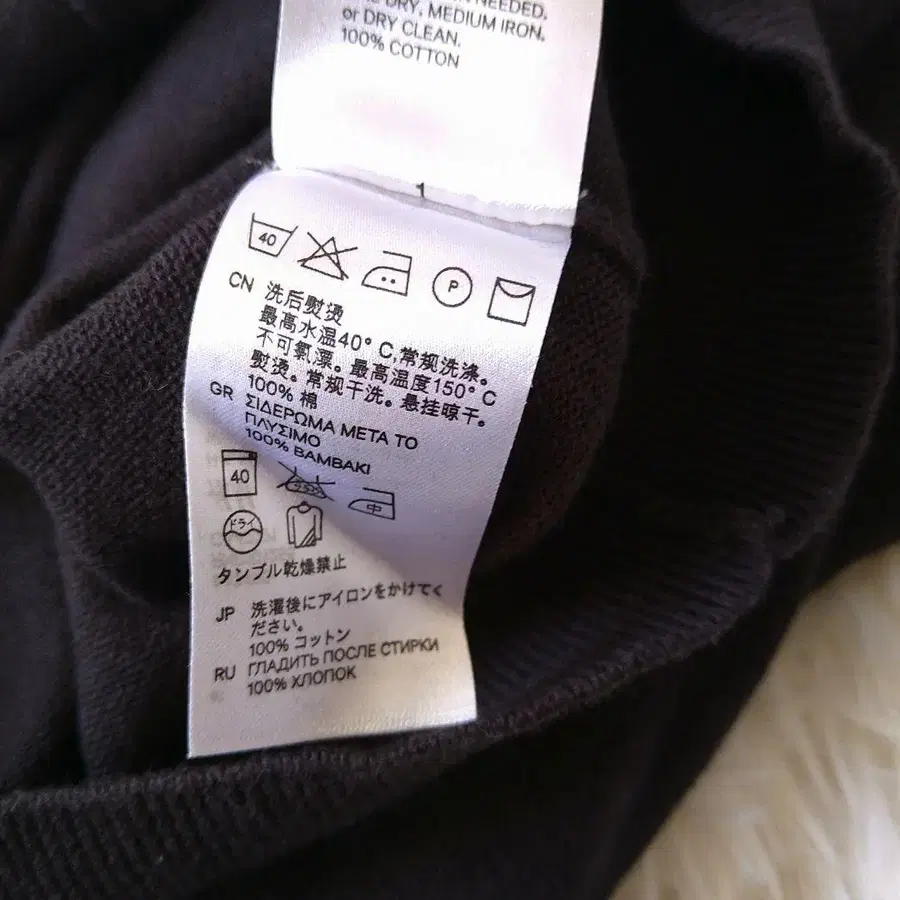 NEEDED.
DRY, MEDIUM IRON.
or DRY CLEAN.
100% COTTON
1
40
P
CN 洗后熨烫
最高水温40° C,常规洗涤。
不可氯漂。最高温度150° C
熨烫。常规干洗。悬挂晾干。
100% 棉
GR ΣΙΔΕΡΩΜΑ ΜΕΤΑ ΤΟ
ΠΛΥΣΙΜΟ
100% ΒΑΜΒΑΚΙ
40
中
ドライ
タンブル乾燥禁止
JP 洗濯後にアイロンをかけてく
ださい。
100% コットン
RU ГЛАДИТЬ ПОСЛЕ СТИРКИ
100% ХЛОПОК